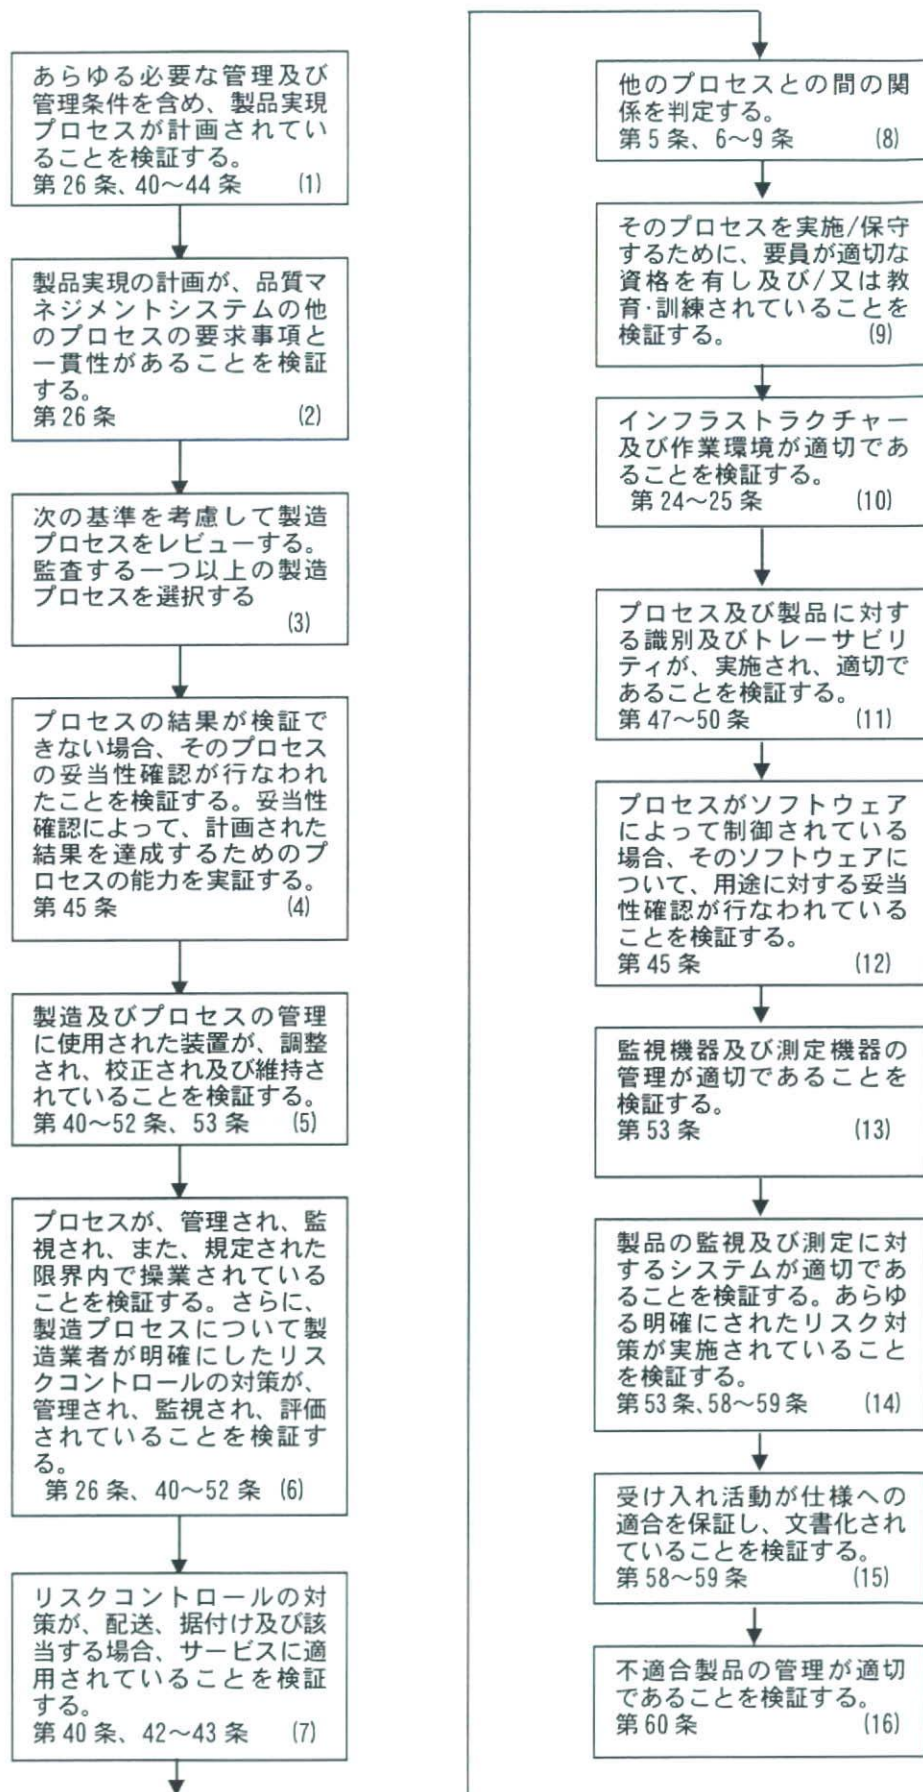 あらゆる必要な管理及び
管理条件を含め、製品実現
プロセスが計画されてい
ることを検証する。
第26条、40～44条 (1)
製品実現の計画が、品質マ
ネジメントシステムの他
のプロセスの要求事項と
一貫性があることを検証
する。
第26条 (2)
次の基準を考慮して製造
プロセスをレビューする。
監査する一つ以上の製造
プロセスを選択する
(3)
プロセスの結果が検証で
きない場合、そのプロセス
の妥当性確認が行なわれ
たことを検証する。妥当性
確認によって、計画された
結果を達成するためのプ
ロセスの能力を実証する。
第45条 (4)
製造及びプロセスの管理
に使用された装置が、調整
され、校正され及び維持さ
れていることを検証する。
第40～52条、53条 (5)
プロセスが、管理され、監
視され、また、規定された
限界内で操業されている
ことを検証する。さらに、
製造プロセスについて製
造業者が明確にしたリス
クコントロールの対策が、
管理され、監視され、評価
されていることを検証す
る。
第26条、40～52条 (6)
リスクコントロールの対
策が、配送、据付け及び該
当する場合、サービスに適
用されていることを検証
する。
第40条、42～43条 (7)
他のプロセスとの間の関
係を判定する。
第5条、6～9条 (8)
そのプロセスを実施/保守
するために、要員が適切な
資格を有し及び/又は教
育・訓練されていることを
検証する。 (9)
インフラストラクチャー
及び作業環境が適切であ
ることを検証する。
第24～25条 (10)
プロセス及び製品に対す
る識別及びトレーサビリ
ティが、実施され、適切で
あることを検証する。
第47～50条 (11)
プロセスがソフトウェア
によって制御されている
場合、そのソフトウェアに
ついて、用途に対する妥当
性確認が行なわれている
ことを検証する。
第45条 (12)
監視機器及び測定機器の
管理が適切であることを
検証する。
第53条 (13)
製品の監視及び測定に対
するシステムが適切であ
ることを検証する。あらゆ
る明確にされたリスク対
策が実施されていること
を検証する。
第53条、58～59条 (14)
受け入れ活動が仕様への
適合を保証し、文書化され
ていることを検証する。
第58～59条 (15)
不適合製品の管理が適切
であることを検証する。
第60条 (16)